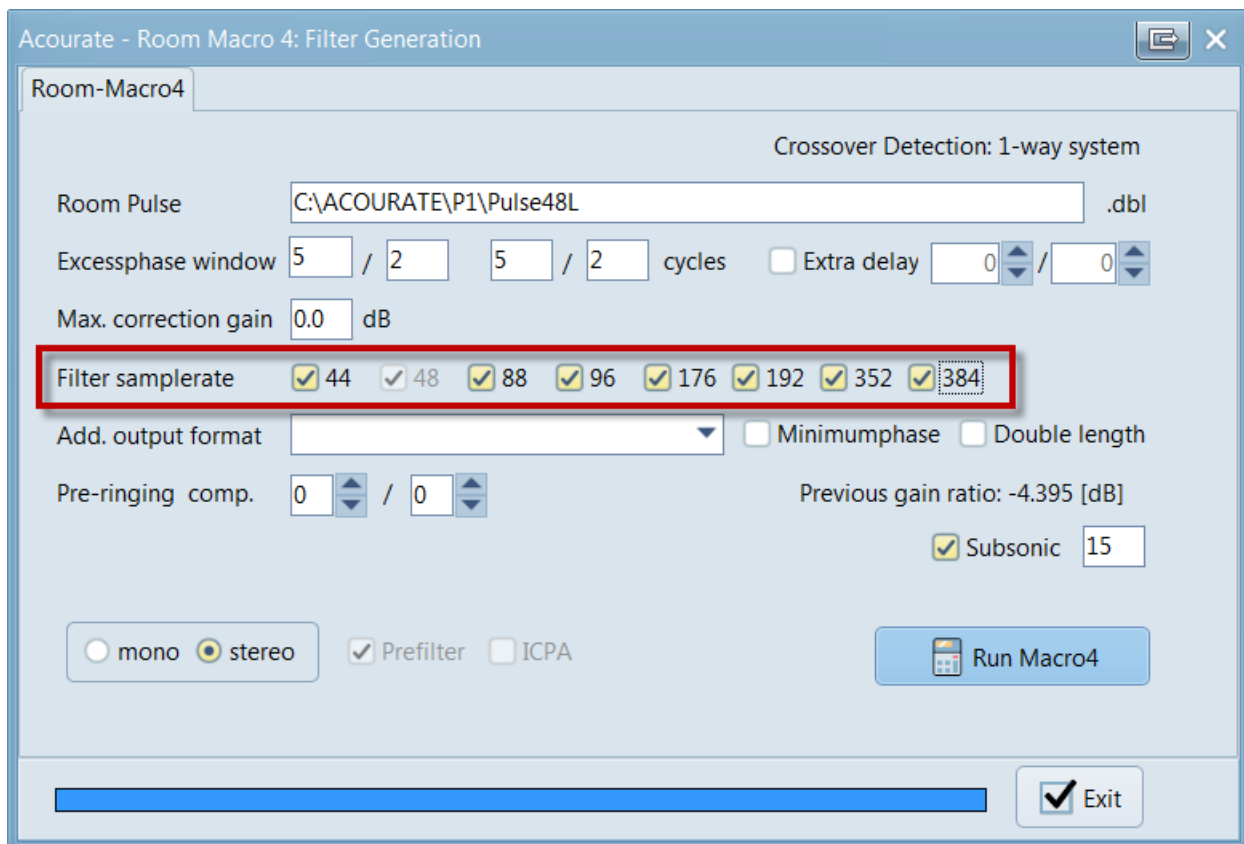 Acourate - Room Macro 4: Filter Generation
Room-Macro4
Crossover Detection: 1-way system
Room Pulse C:\ACOURATE\P1\Pulse48L .dbl
Excessphase window 5 / 2 5 / 2 cycles Extra delay 0 / 0
Max. correction gain 0.0 dB
Filter samplerate 44 48 88 96 176 192 352 384
Add. output format Minimumphase Double length
Pre-ringing comp. 0 / 0 Previous gain ratio: -4.395 [dB]
Subsonic 15
mono stereo Prefilter ICPA Run Macro4
Exit